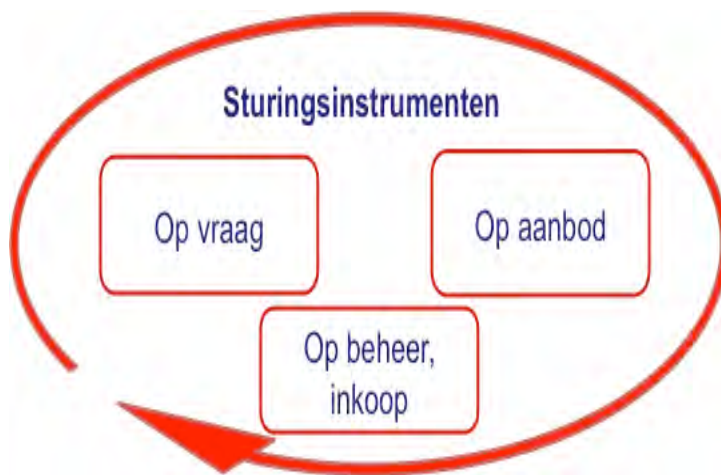 Sturingsinstrumenten
Op vraag
Op aanbod
Op beheer,
inkoop